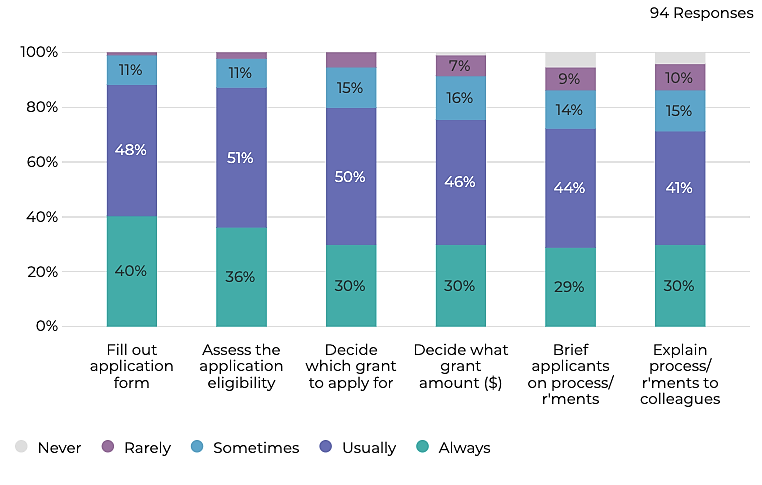 94 Responses
100%
80%
60%
40%
20%
0%
11%
48%
40%
11%
51%
36%
15%
50%
30%
7%
16%
46%
30%
9%
14%
44%
29%
10%
15%
41%
30%
Fill out
application
form
Assess the
application
eligibility
Decide
which grant
to apply for
Decide what
grant
amount ($)
Brief
applicants
on process/
r'ments
Explain
process/
r'ments to
colleagues
Never Rarely Sometimes Usually Always